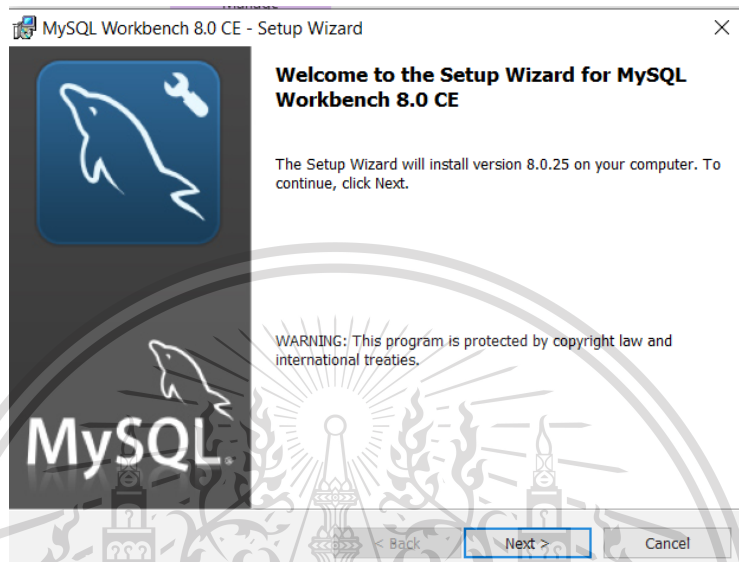 MySQL Workbench 8.0 CE - Setup Wizard
Welcome to the Setup Wizard for MySQL
Workbench 8.0 CE
The Setup Wizard will install version 8.0.25 on your computer. To
continue, click Next.
WARNING: This program is protected by copyright law and
international treaties.
MySQL
< Back
Next >
Cancel